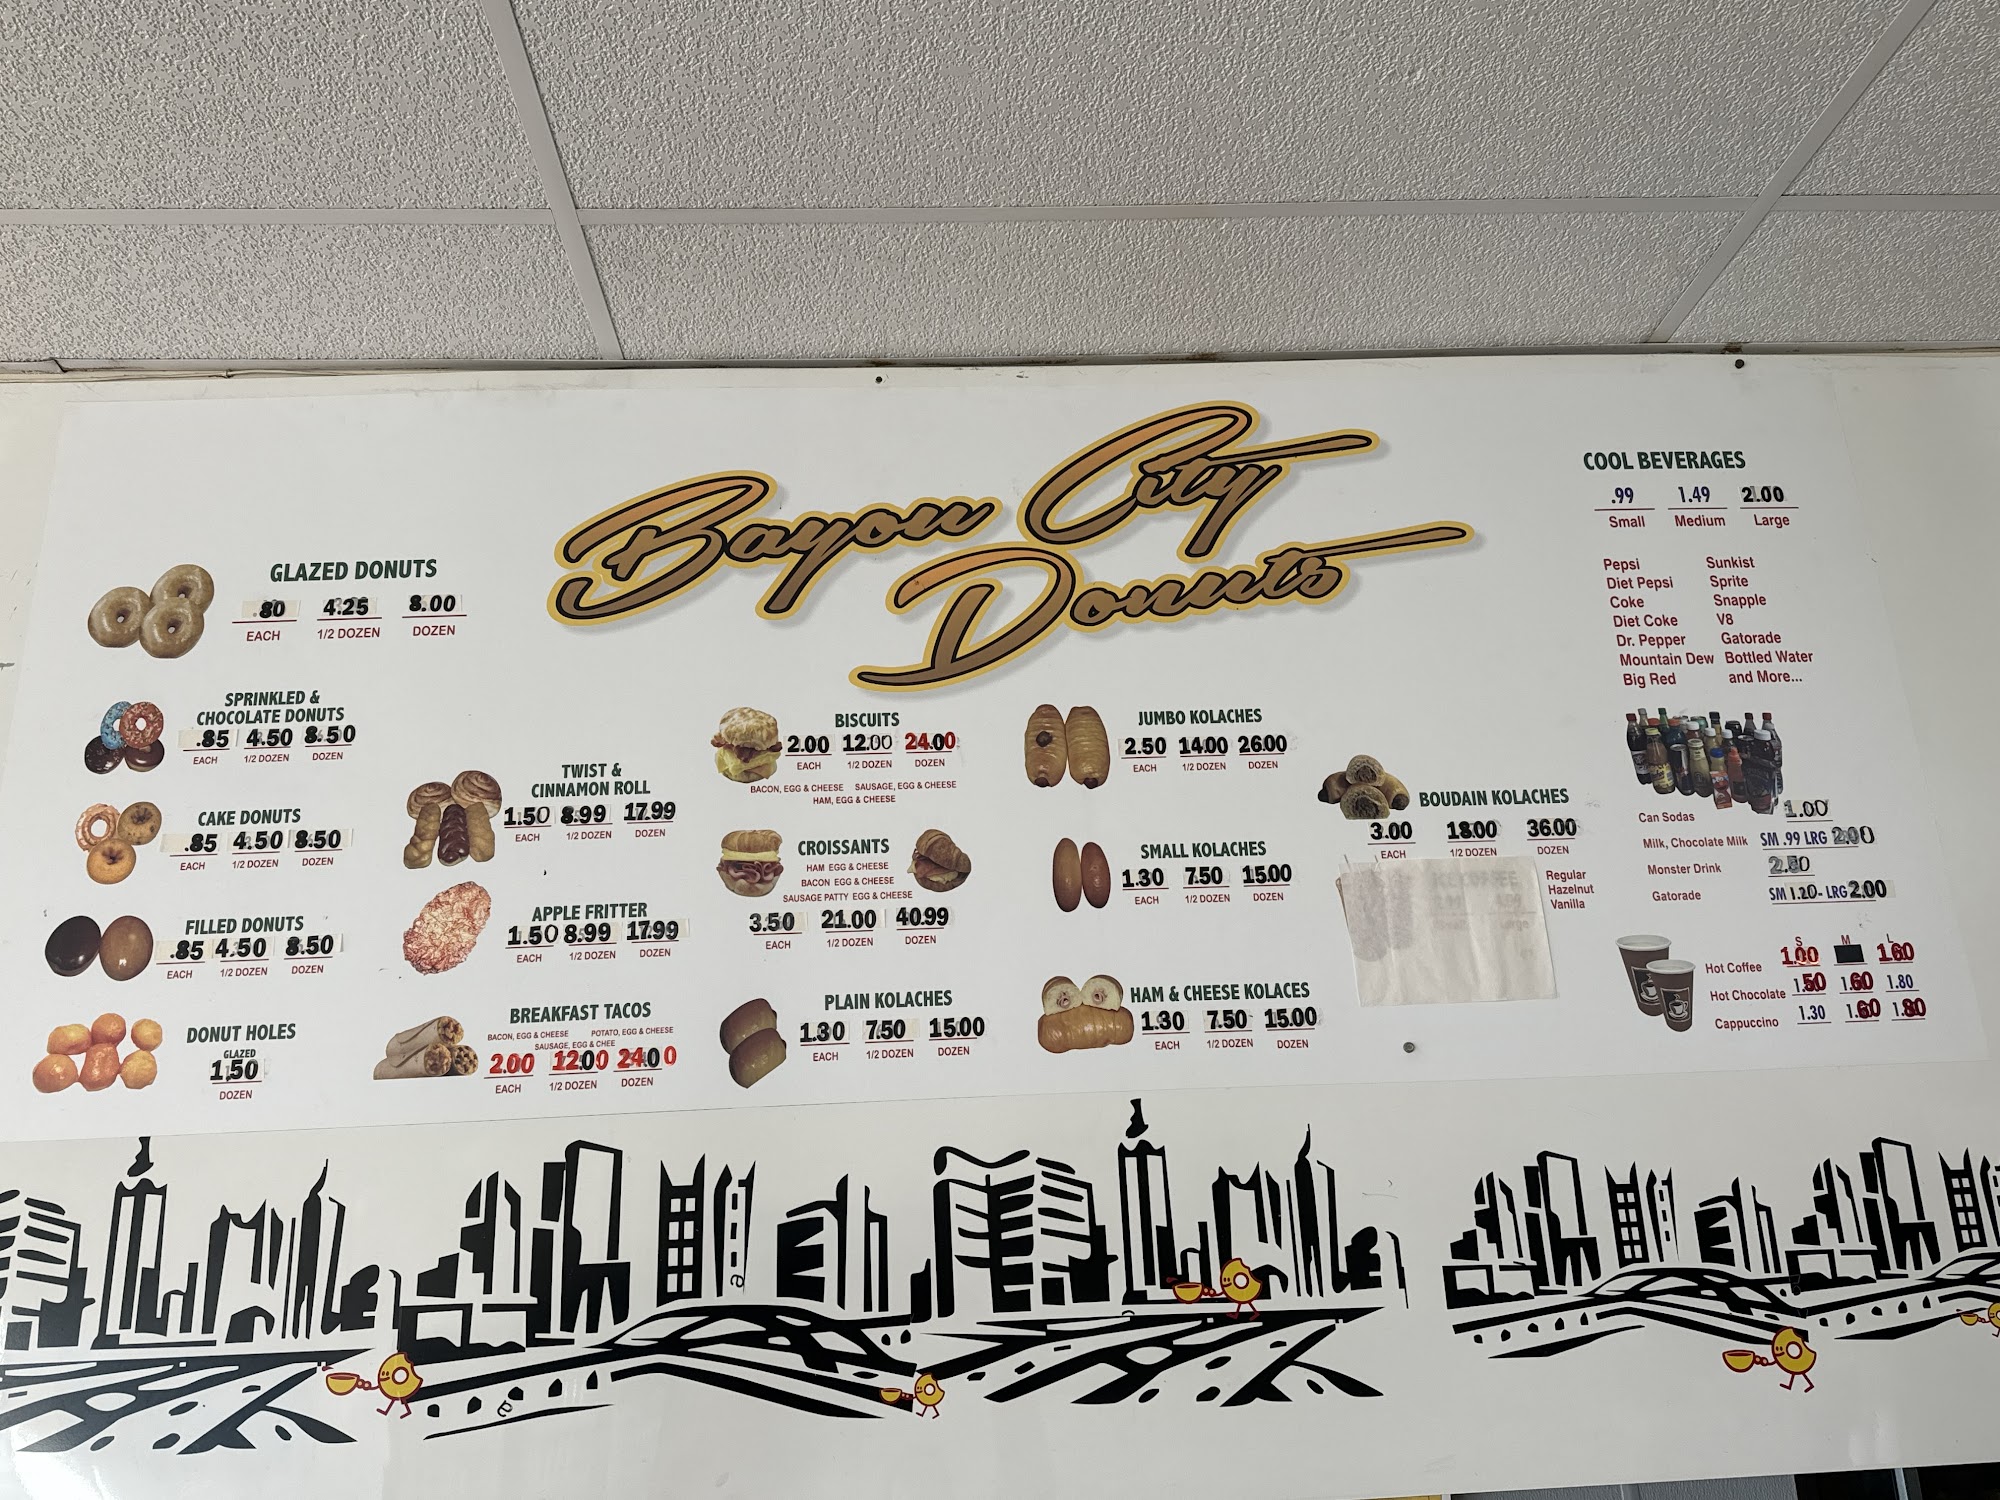 Bayou City
Donuts
GLAZED DONUTS
.80 4.25 8.00
EACH 1/2 DOZEN DOZEN
SPRINKLED &
CHOCOLATE DONUTS
.85 4.50 8.50
EACH 1/2 DOZEN DOZEN
CAKE DONUTS
.85 4.50 8.50
EACH 1/2 DOZEN DOZEN
FILLED DONUTS
.85 4.50 8.50
EACH 1/2 DOZEN DOZEN
DONUT HOLES
GLAZED
1.50
DOZEN
TWIST &
CINNAMON ROLL
1.50 8.99 17.99
EACH 1/2 DOZEN DOZEN
APPLE FRITTER
1.50 8.99 17.99
EACH 1/2 DOZEN DOZEN
BREAKFAST TACOS
BACON, EGG & CHEESE POTATO, EGG & CHEESE
SAUSAGE, EGG & CHEE
2.00 12.00 24.00
EACH 1/2 DOZEN DOZEN
BISCUITS
2.00 12.00 24.00
EACH 1/2 DOZEN DOZEN
BACON, EGG & CHEESE SAUSAGE, EGG & CHEESE
HAM, EGG & CHEESE
CROISSANTS
HAM EGG & CHEESE
BACON EGG & CHEESE
SAUSAGE PATTY EGG & CHEESE
3.50 21.00 40.99
EACH 1/2 DOZEN DOZEN
PLAIN KOLACHES
1.30 7.50 15.00
EACH 1/2 DOZEN DOZEN
JUMBO KOLACHES
2.50 14.00 26.00
EACH 1/2 DOZEN DOZEN
SMALL KOLACHES
1.30 7.50 15.00
EACH 1/2 DOZEN DOZEN
HAM & CHEESE KOLACES
1.30 7.50 15.00
EACH 1/2 DOZEN DOZEN
BOUDAIN KOLACHES
3.00 18.00 36.00
EACH 1/2 DOZEN DOZEN
Regular
Hazelnut
Vanilla
COOL BEVERAGES
.99 1.49 2.00
Small Medium Large
Pepsi Sunkist
Diet Pepsi Sprite
Coke Snapple
Diet Coke V8
Dr. Pepper Gatorade
Mountain Dew Bottled Water
Big Red and More...
Can Sodas 1.00
Milk, Chocolate Milk SM .99 LRG 2.00
Monster Drink 2.50
Gatorade SM 1.20- LRG 2.00
S M L
Hot Coffee 1.00 1.60
Hot Chocolate 1.50 1.60 1.80
Cappuccino 1.30 1.60 1.80